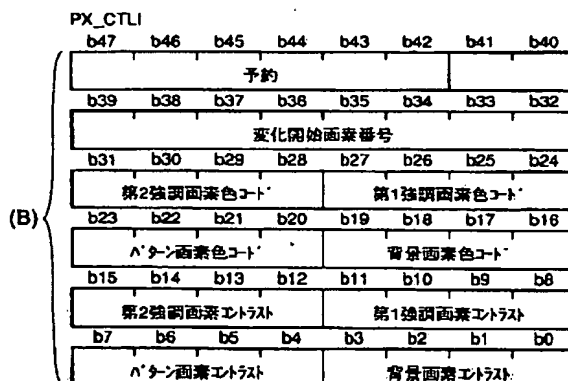 PX_CTLI
b47 b46 b45 b44 b43 b42 b41 b40
予約
b39 b38 b37 b36 b35 b34 b33 b32
変化開始画素番号
b31 b30 b29 b28 b27 b26 b25 b24
第2強調画素色コード 第1強調画素色コード
(B)
b23 b22 b21 b20 b19 b18 b17 b16
パターン画素色コード 背景画素色コード
b15 b14 b13 b12 b11 b10 b9 b8
第2強調画素コントラスト 第1強調画素コントラスト
b7 b6 b5 b4 b3 b2 b1 b0
パターン画素コントラスト 背景画素コントラスト